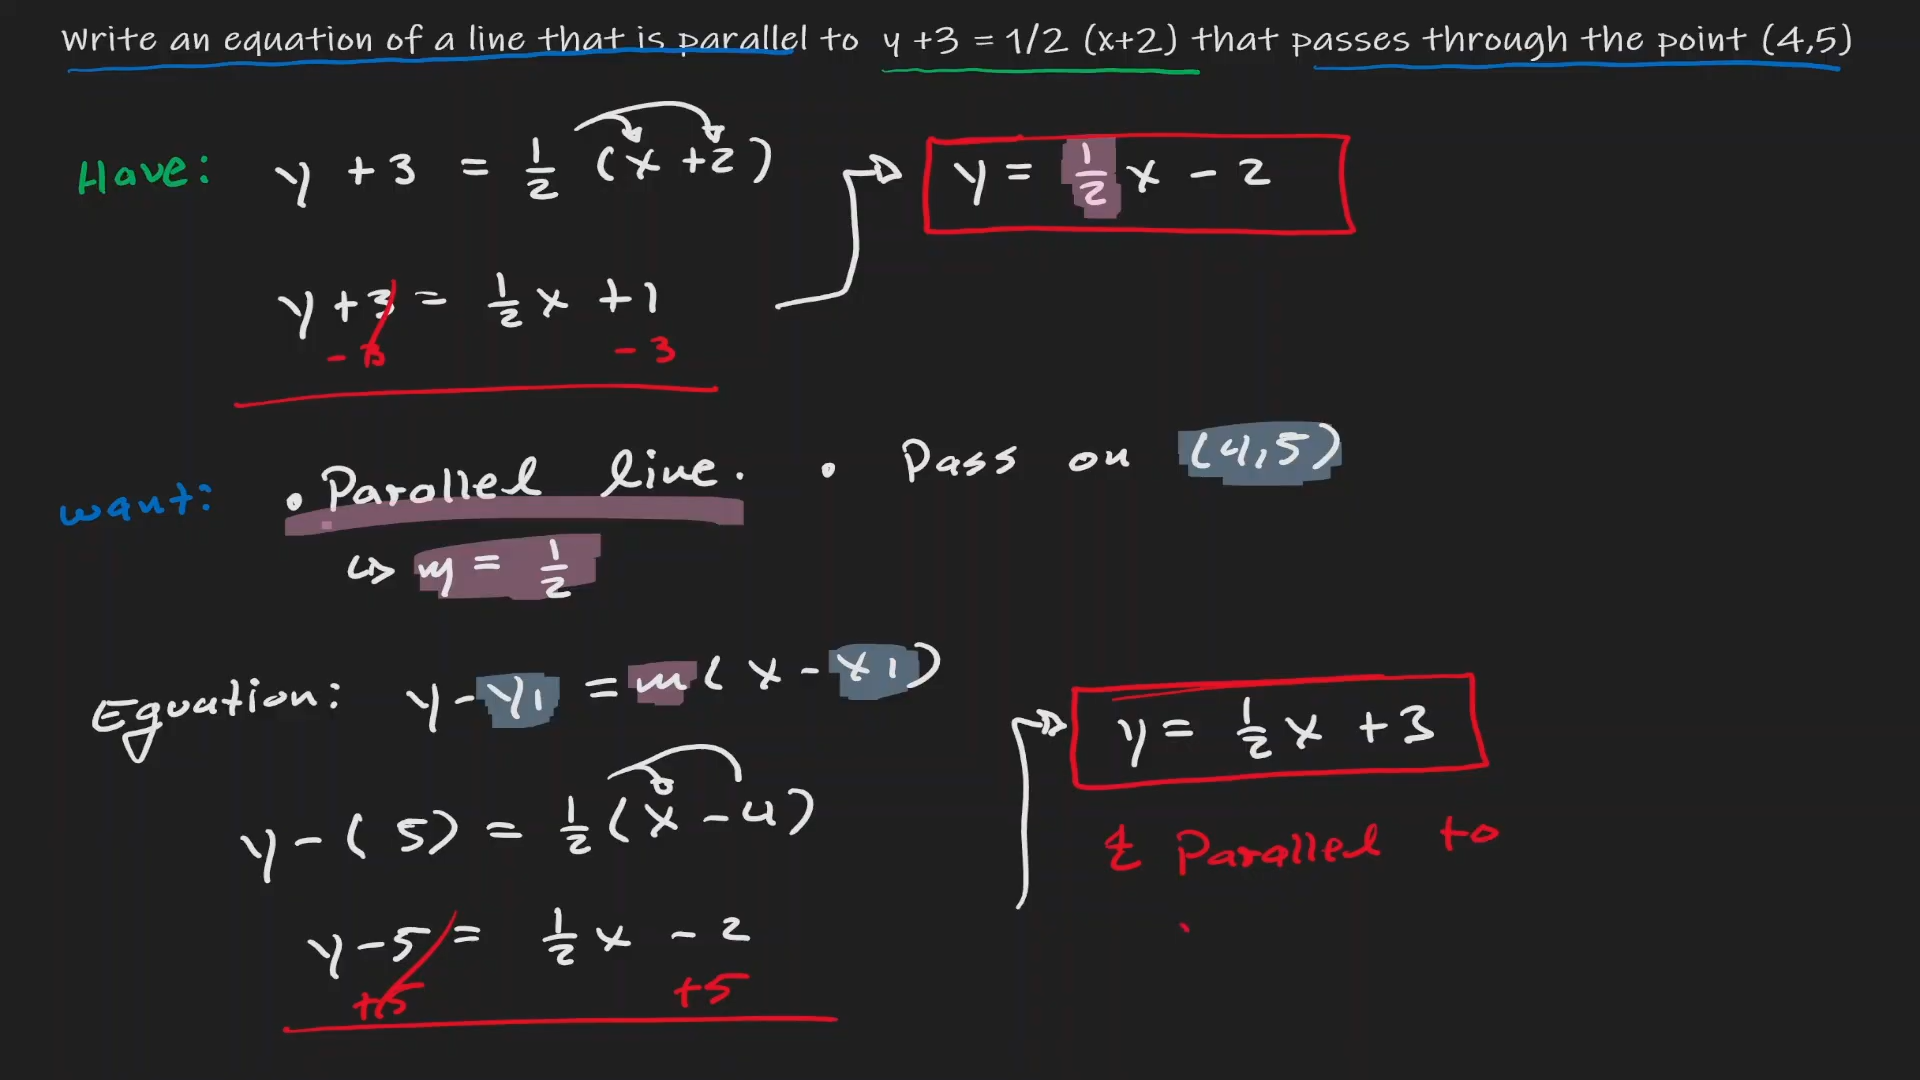 Write an equation of a line that is parallel to y +3 = 1/2 (x+2) that passes through the point (4,5)
Have: y + 3 = 1/2 (x + 2)
y = 1/2 x - 2
y + 3 = 1/2 x + 1
- 3 - 3
want: • Parallel line. • Pass on (4,5)
↳ m = 1/2
Equation: y - y1 = m ( x - x1)
y = 1/2 x + 3
y - ( 5) = 1/2 (x - 4)
& Parallel to
y - 5 = 1/2 x - 2
+5 +5